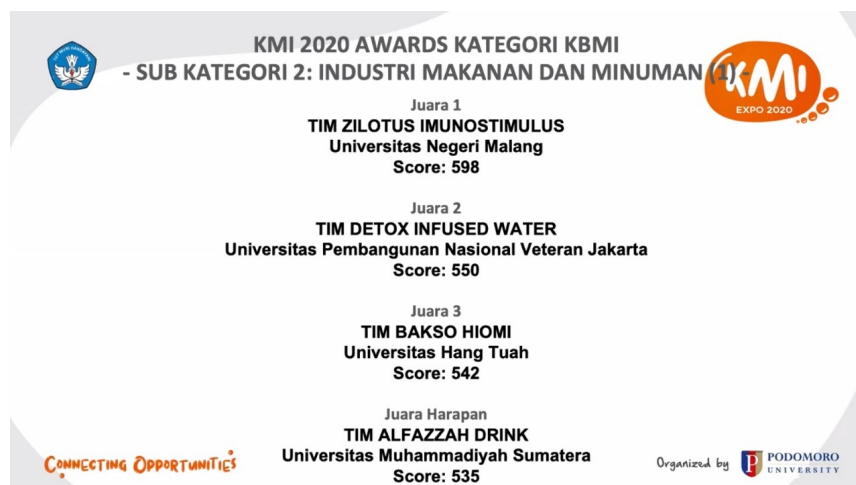 KMI 2020 AWARDS KATEGORI KBMI
- SUB KATEGORI 2: INDUSTRI MAKANAN DAN MINUMAN (1) -
KMI
EXPO 2020
Juara 1
TIM ZILOTUS IMUNOSTIMULUS
Universitas Negeri Malang
Score: 598
Juara 2
TIM DETOX INFUSED WATER
Universitas Pembangunan Nasional Veteran Jakarta
Score: 550
Juara 3
TIM BAKSO HIOMI
Universitas Hang Tuah
Score: 542
Juara Harapan
TIM ALFAZZAH DRINK
Universitas Muhammadiyah Sumatera
Score: 535
CONNECTING OPPORTUNITIES
Organized by
PODOMORO
UNIVERSITY